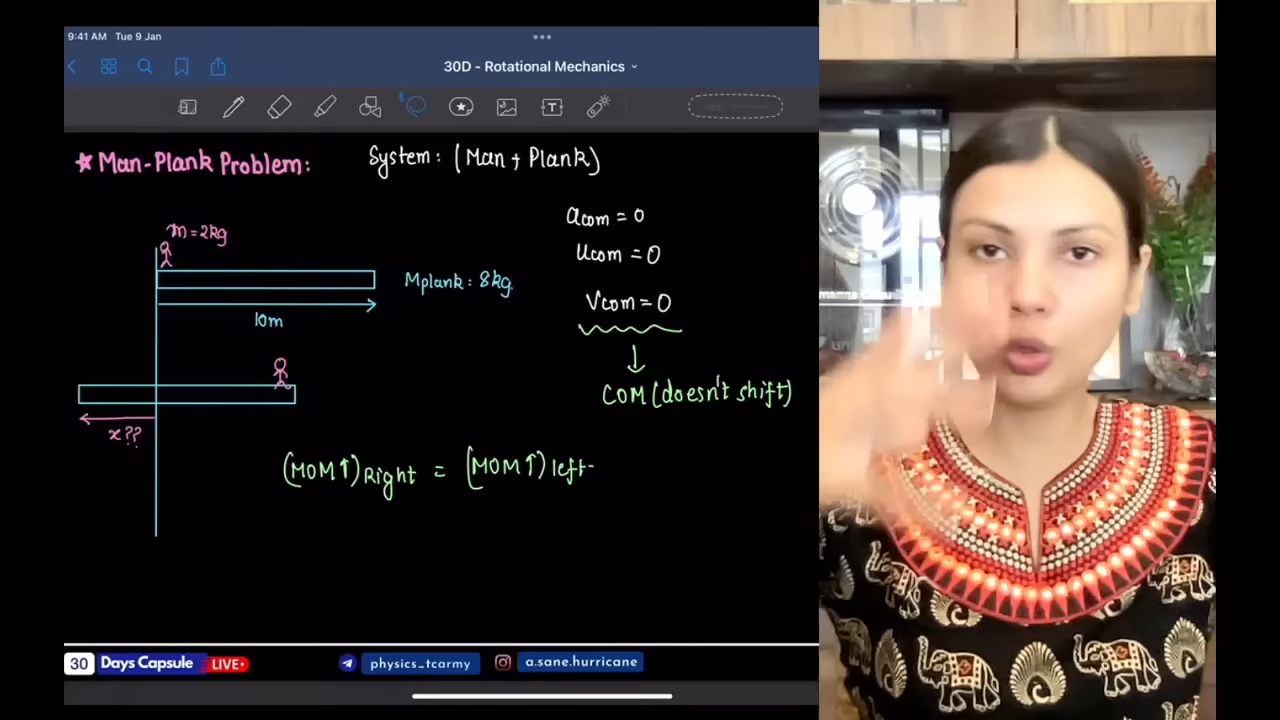 9:41 AM Tue 9 Jan
30D - Rotational Mechanics
★ Man-Plank Problem:
System: (Man + Plank)
m=2kg
acom = 0
ucom = 0
Mplank: 8kg.
Vcom = 0
10m
COM (doesn't shift)
x??
(MOM↑)Right = (MOM↑)left
30 Days Capsule LIVE
physics_tcarmy
a.sane.hurricane